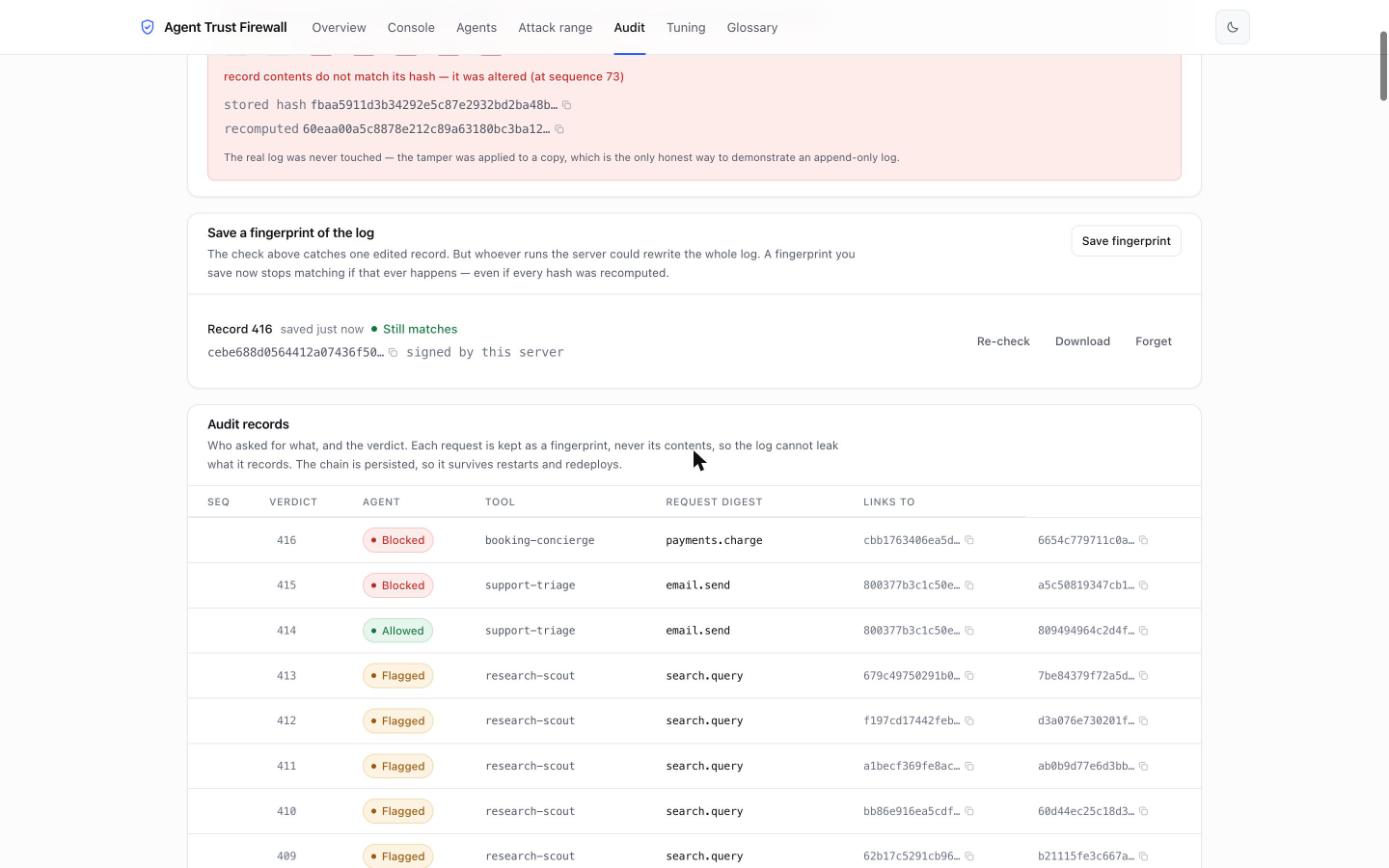 Agent Trust Firewall Overview Console Agents Attack range Audit Tuning Glossary
record contents do not match its hash — it was altered (at sequence 73)
stored hash fbaa5911d3b34292e5c87e2932bd2ba48b…
recomputed 60eaa00a5c8878e212c89a63180bc3ba12…
The real log was never touched — the tamper was applied to a copy, which is the only honest way to demonstrate an append-only log.
Save a fingerprint of the log
Save fingerprint
The check above catches one edited record. But whoever runs the server could rewrite the whole log. A fingerprint you
save now stops matching if that ever happens — even if every hash was recomputed.
Record 416 saved just now Still matches
cebe688d0564412a07436f50… signed by this server
Re-check Download Forget
Audit records
Who asked for what, and the verdict. Each request is kept as a fingerprint, never its contents, so the log cannot leak
what it records. The chain is persisted, so it survives restarts and redeploys.
SEQ VERDICT AGENT TOOL REQUEST DIGEST LINKS TO
416 Blocked booking-concierge payments.charge cbb1763406ea5d… 6654c779711c0a…
415 Blocked support-triage email.send 800377b3c1c50e… a5c50819347cb1…
414 Allowed support-triage email.send 800377b3c1c50e… 809494964c2d4f…
413 Flagged research-scout search.query 679c49750291b0… 7be84379f72a5d…
412 Flagged research-scout search.query f197cd17442feb… d3a076e730201f…
411 Flagged research-scout search.query a1becf369fe8ac… ab0b9d77e6d3bb…
410 Flagged research-scout search.query bb86e916ea5cdf… 60d44ec25c18d3…
409 Flagged research-scout search.query 62b17c5291cb96… b21115fe3c667a…